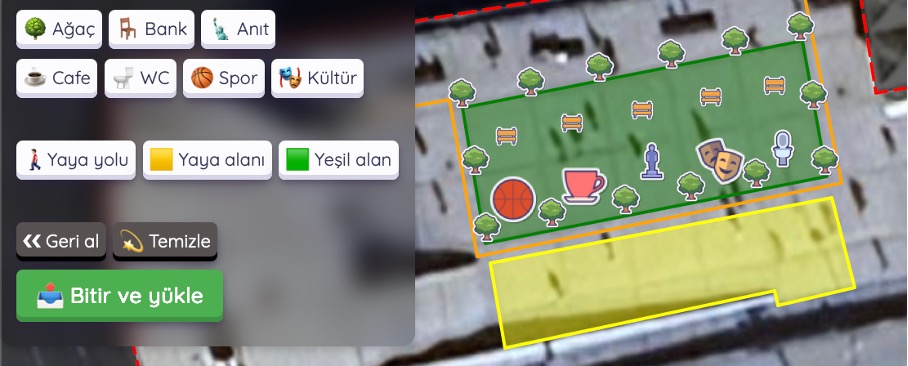 Ağaç Bank Anıt
Cafe WC Spor Kültür
Yaya yolu Yaya alanı Yeşil alan
Geri al Temizle
Bitir ve yükle